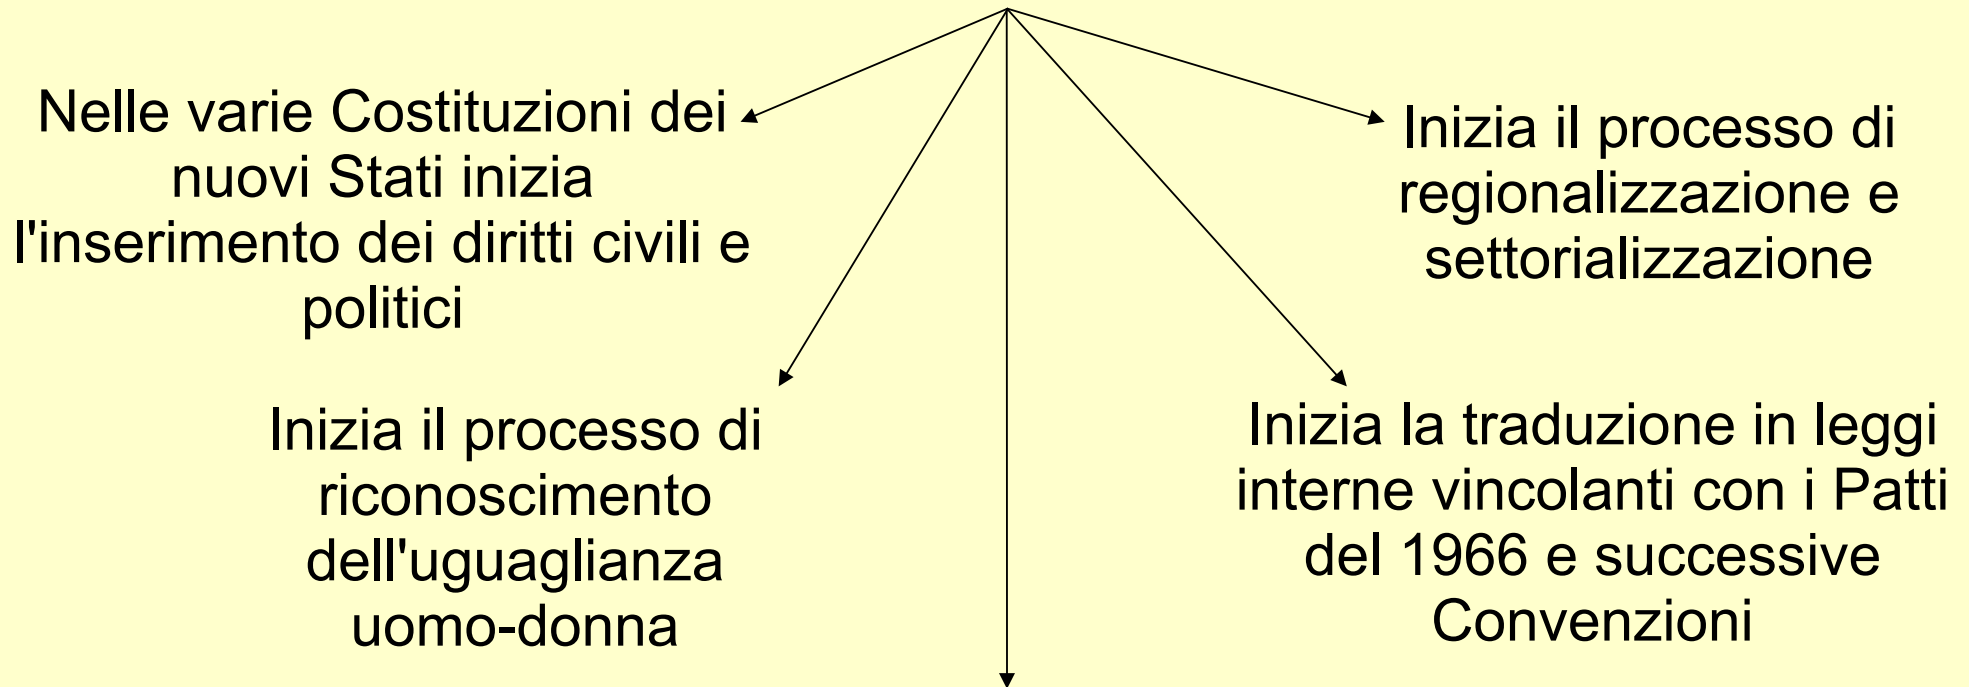 Nelle varie Costituzioni dei
nuovi Stati inizia
l'inserimento dei diritti civili e
politici
Inizia il processo di
regionalizzazione e
settorializzazione
Inizia il processo di
riconoscimento
dell'uguaglianza
uomo-donna
Inizia la traduzione in leggi
interne vincolanti con i Patti
del 1966 e successive
Convenzioni